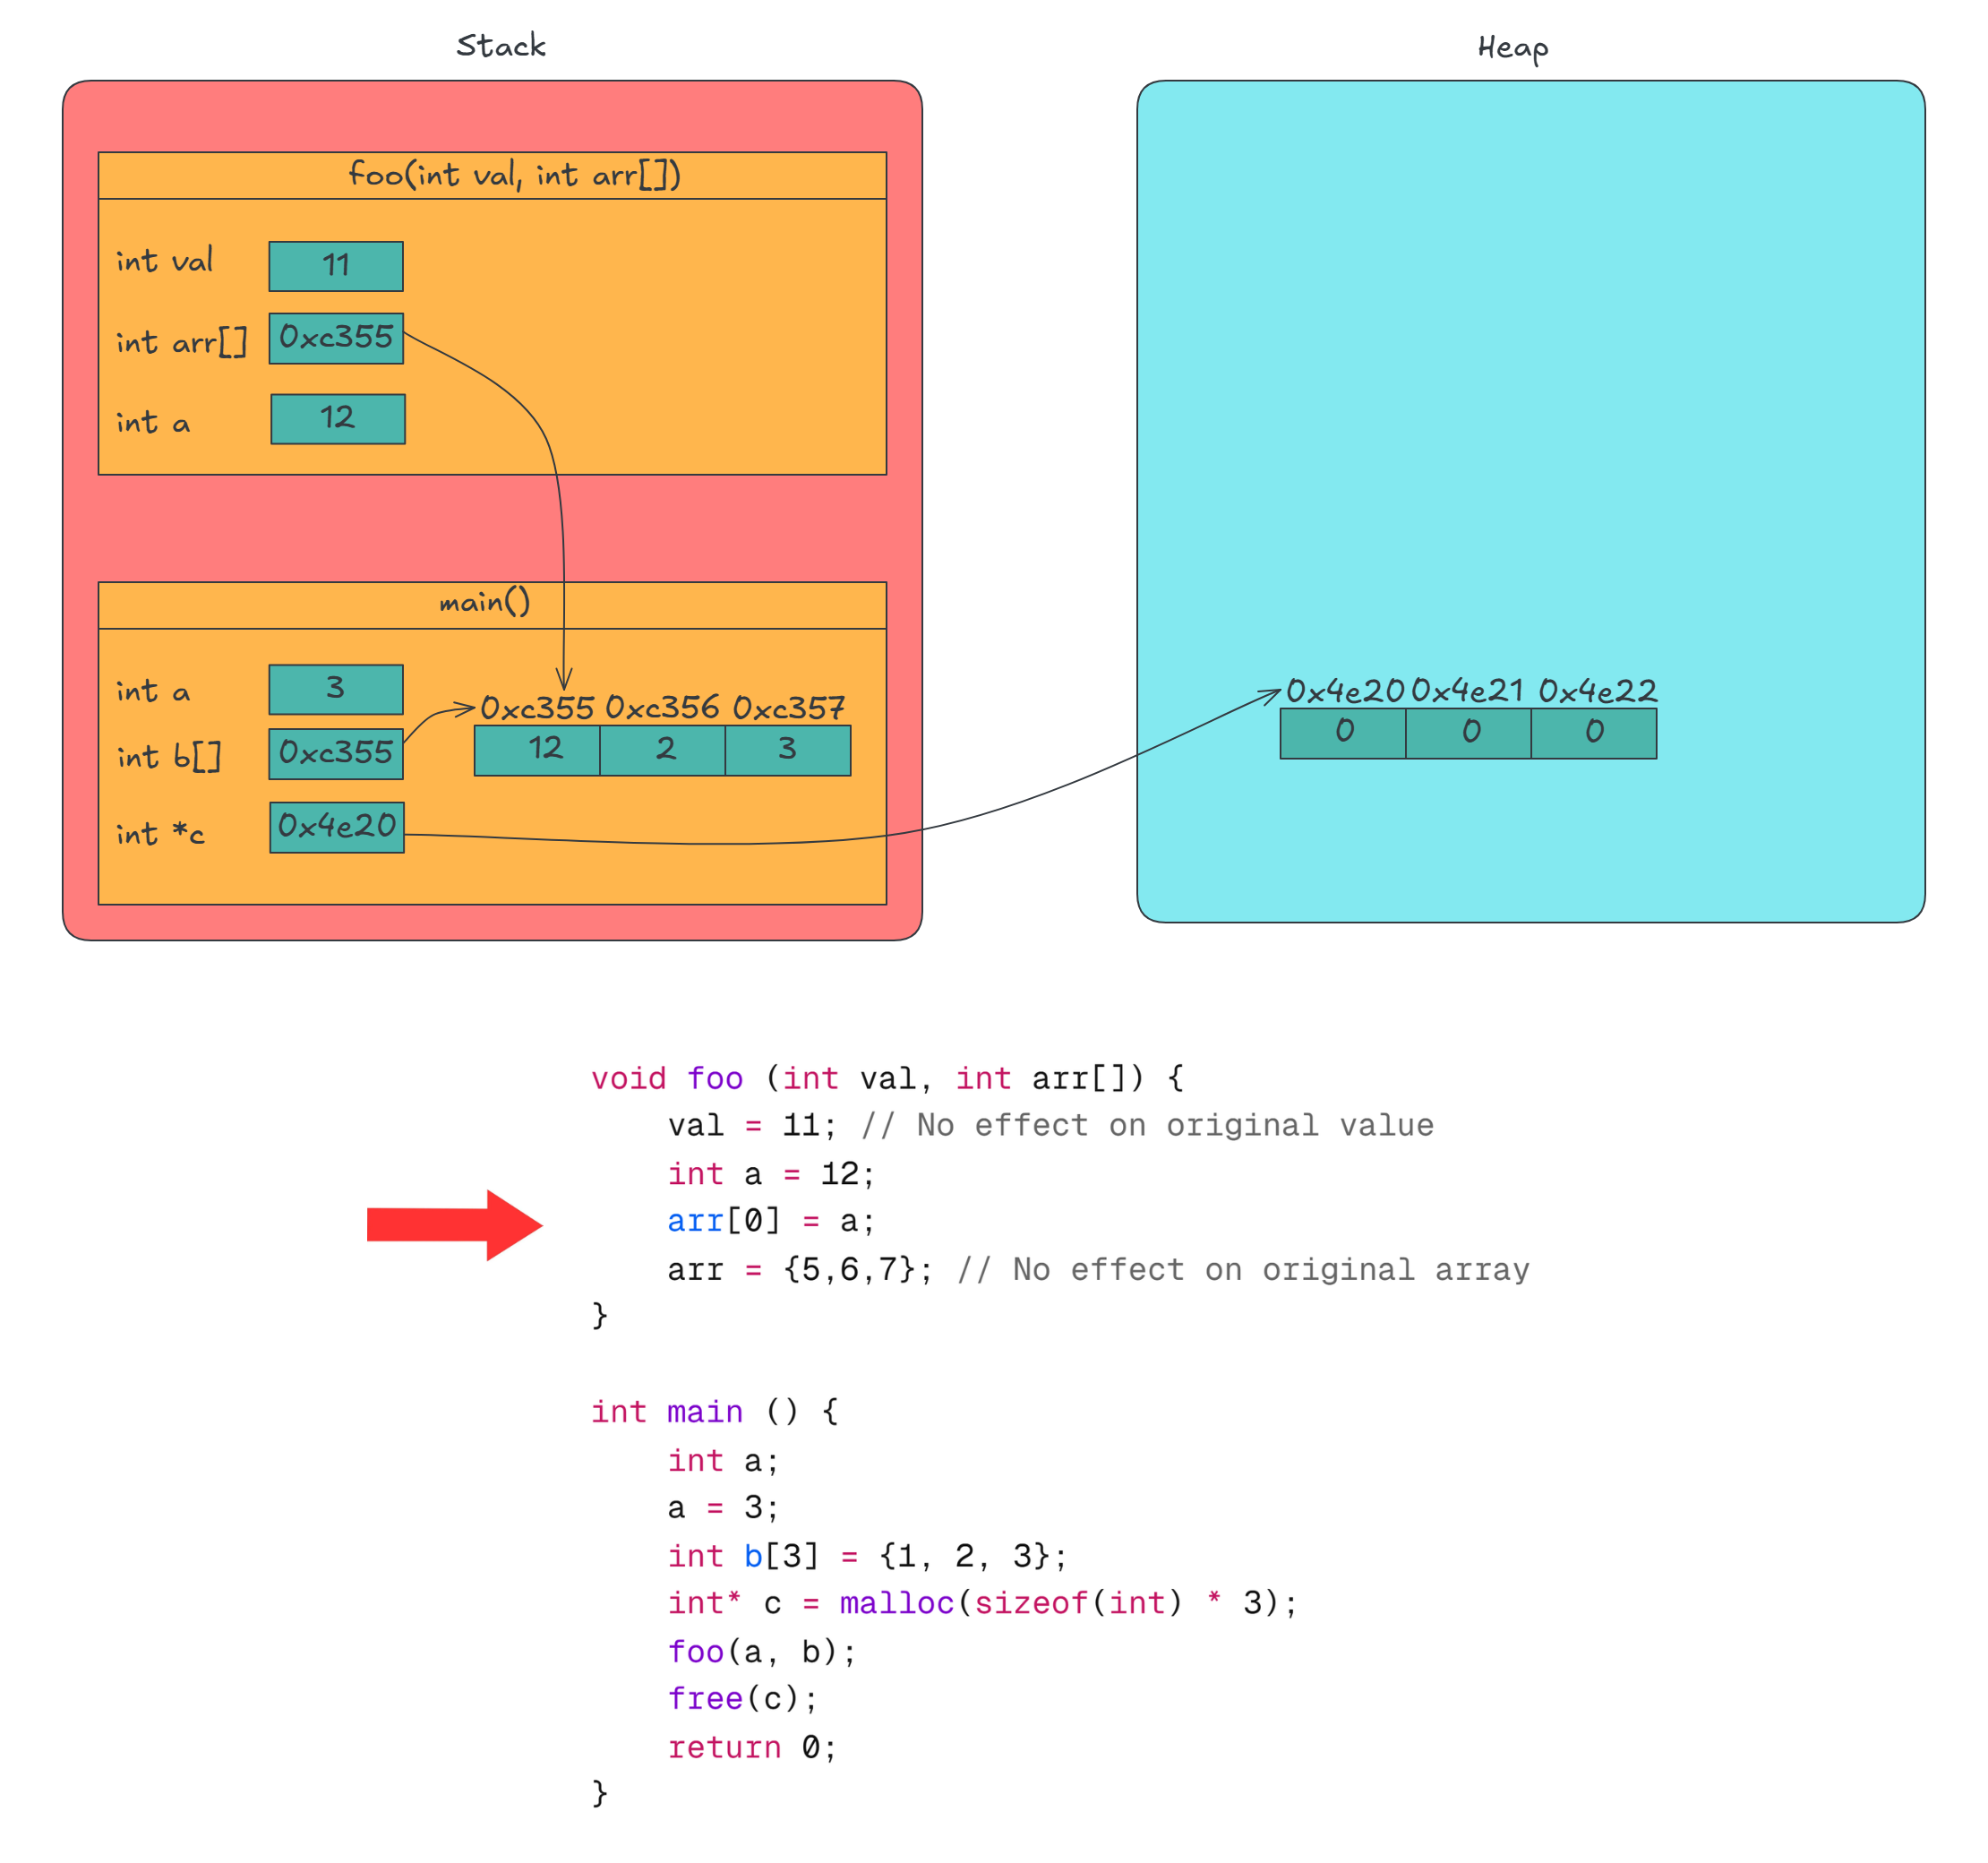 Stack
Heap
foo(int val, int arr[])
int val 11
int arr[] 0xc355
int a 12
main()
int a 3
0xc355 0xc356 0xc357
int b[] 0xc355 12 2 3
int *c 0x4e20
0x4e20 0x4e21 0x4e22
0 0 0
void foo (int val, int arr[]) {
    val = 11; // No effect on original value
    int a = 12;
    arr[0] = a;
    arr = {5,6,7}; // No effect on original array
}
int main () {
    int a;
    a = 3;
    int b[3] = {1, 2, 3};
    int* c = malloc(sizeof(int) * 3);
    foo(a, b);
    free(c);
    return 0;
}